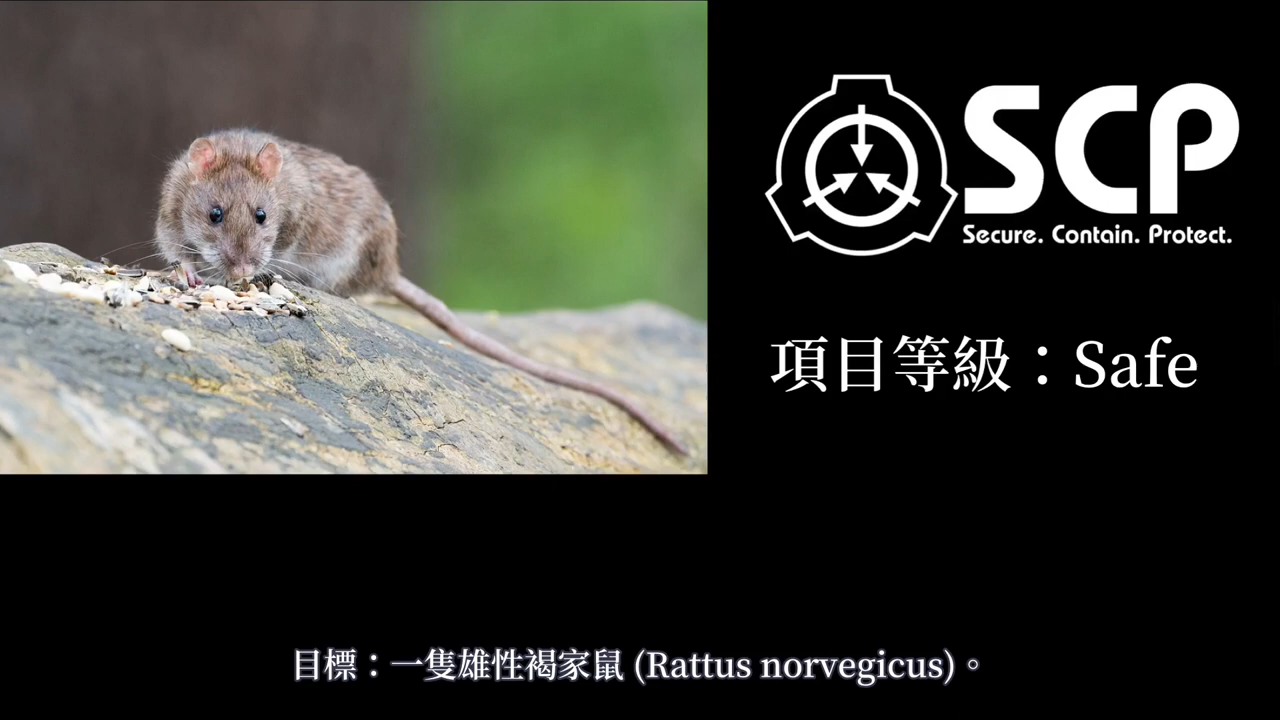 SCP
Secure. Contain. Protect.
項目等級：Safe
目標：一隻雄性褐家鼠 (Rattus norvegicus)。